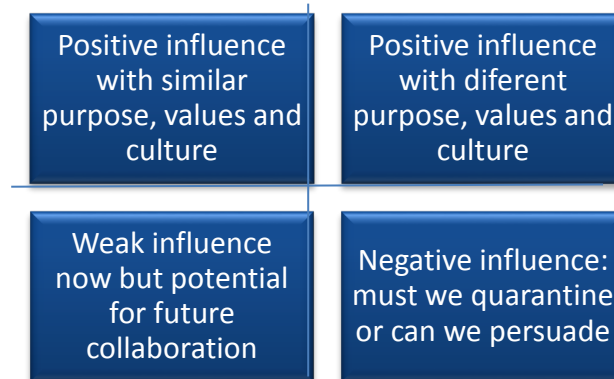 Positive influence
with similar
purpose, values and
culture
Positive influence
with diferent
purpose, values and
culture
Weak influence
now but potential
for future
collaboration
Negative influence:
must we quarantine
or can we persuade